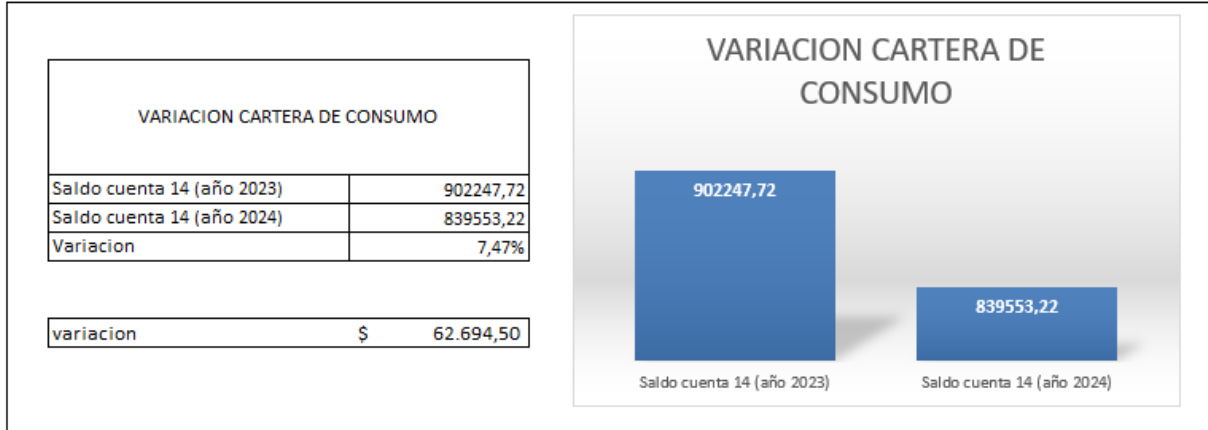 VARIACION CARTERA DE CONSUMO
Saldo cuenta 14 (año 2023) 902247,72
Saldo cuenta 14 (año 2024) 839553,22
Variacion 7,47%
variacion $ 62.694,50
VARIACION CARTERA DE
CONSUMO
902247,72
839553,22
Saldo cuenta 14 (año 2023) Saldo cuenta 14 (año 2024)